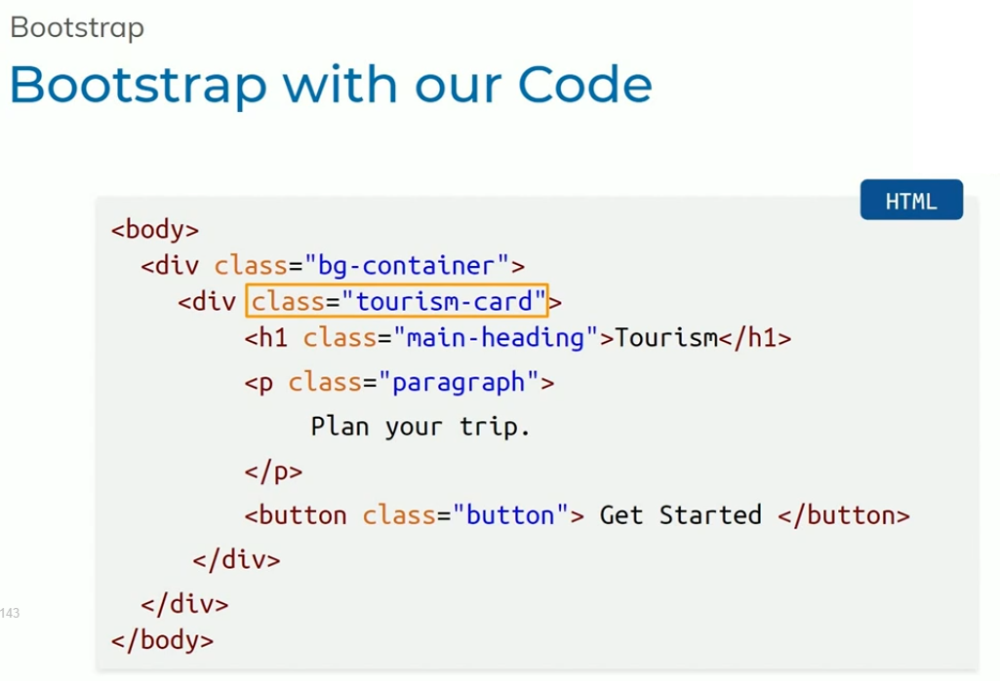 Bootstrap
Bootstrap with our Code
HTML
<body>
<div class="bg-container">
<div class="tourism-card">
<h1 class="main-heading">Tourism</h1>
<p class="paragraph">
Plan your trip.
</p>
<button class="button"> Get Started </button>
</div>
</div>
143
</body>